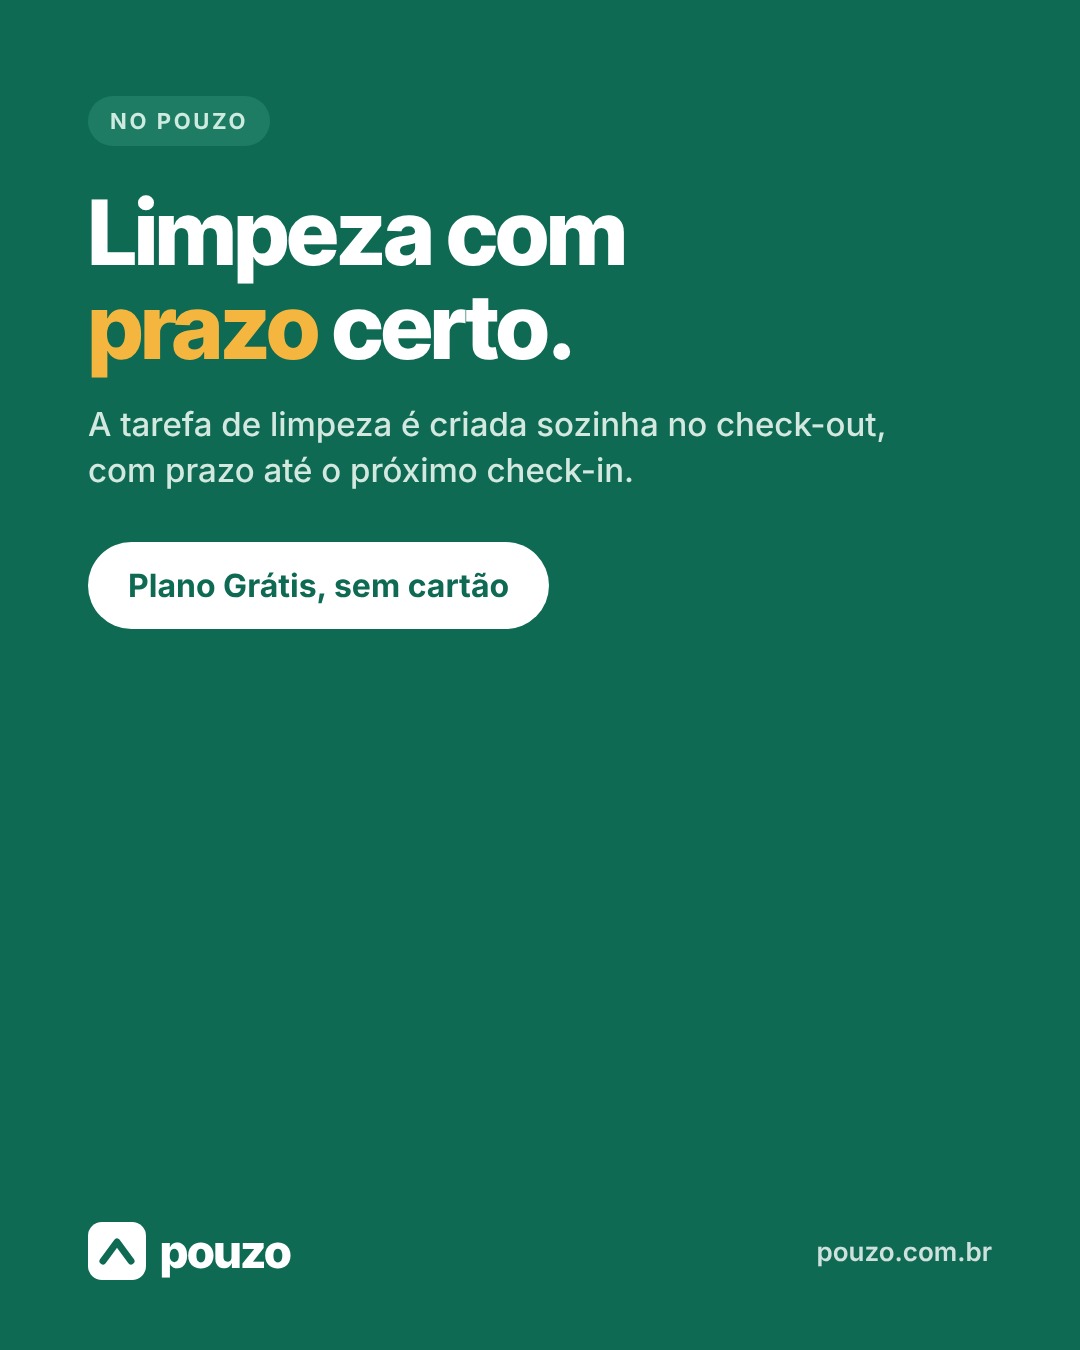 NO POUZO
Limpeza com
prazo certo.
A tarefa de limpeza é criada sozinha no check-out,
com prazo até o próximo check-in.
Plano Grátis, sem cartão
pouzo
pouzo.com.br